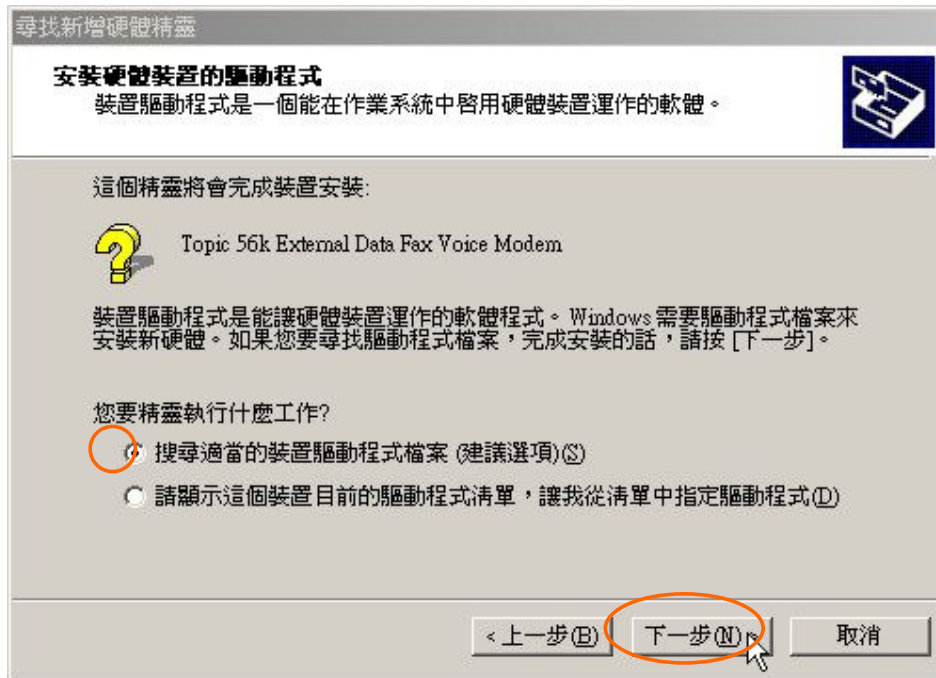 尋找新增硬體精靈
安裝硬體裝置的驅動程式
裝置驅動程式是一個能在作業系統中啓用硬體裝置運作的軟體。
這個精靈將會完成裝置安裝:
Topic 56k External Data Fax Voice Modem
裝置驅動程式是能讓硬體裝置運作的軟體程式。Windows 需要驅動程式檔案來
安裝新硬體。如果您要尋找驅動程式檔案，完成安裝的話，請按 [下一步]。
您要精靈執行什麼工作?
搜尋適當的裝置驅動程式檔案 (建議選項)(S)
請顯示這個裝置目前的驅動程式清單，讓我從清單中指定驅動程式(D)
<上一步(B) 下一步(N)> 取消